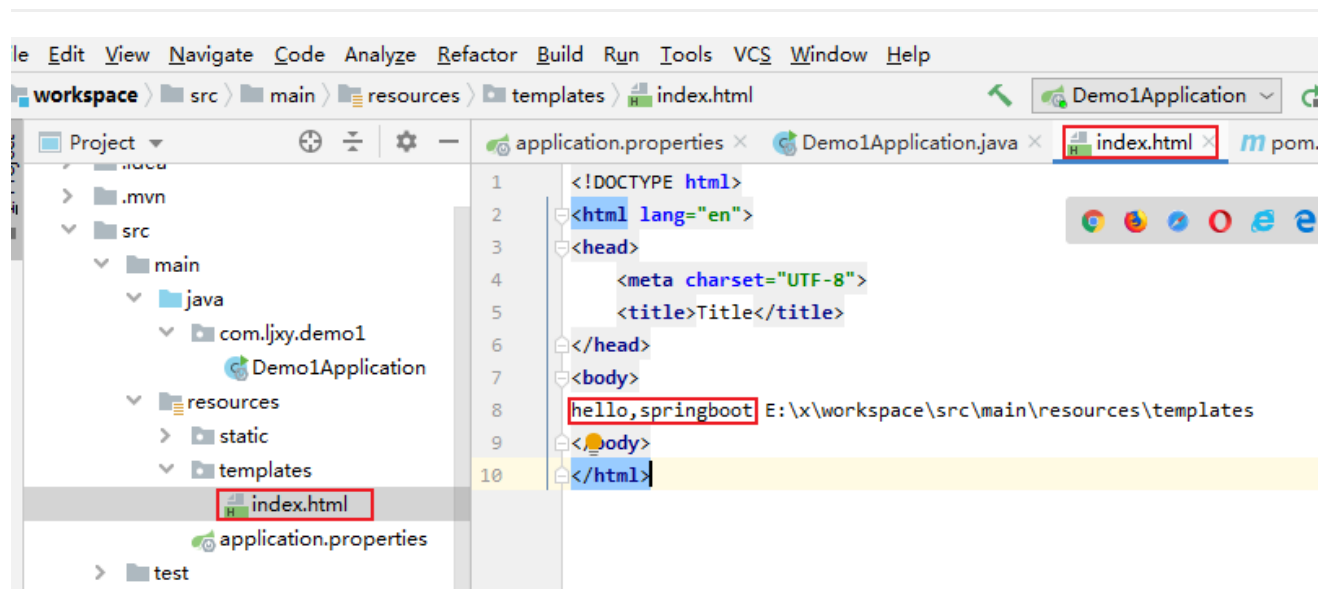 le Edit View Navigate Code Analyze Refactor Build Run Tools VCS Window Help
workspace src main resources templates index.html Demo1Application
Project application.properties Demo1Application.java index.html pom.
.idea
.mvn
src
main
java
com.ljxy.demo1
Demo1Application
resources
static
templates
index.html
application.properties
test
1 <!DOCTYPE html>
2 <html lang="en">
3 <head>
4 <meta charset="UTF-8">
5 <title>Title</title>
6 </head>
7 <body>
8 hello,springboot E:\x\workspace\src\main\resources\templates
9 </body>
10 </html>